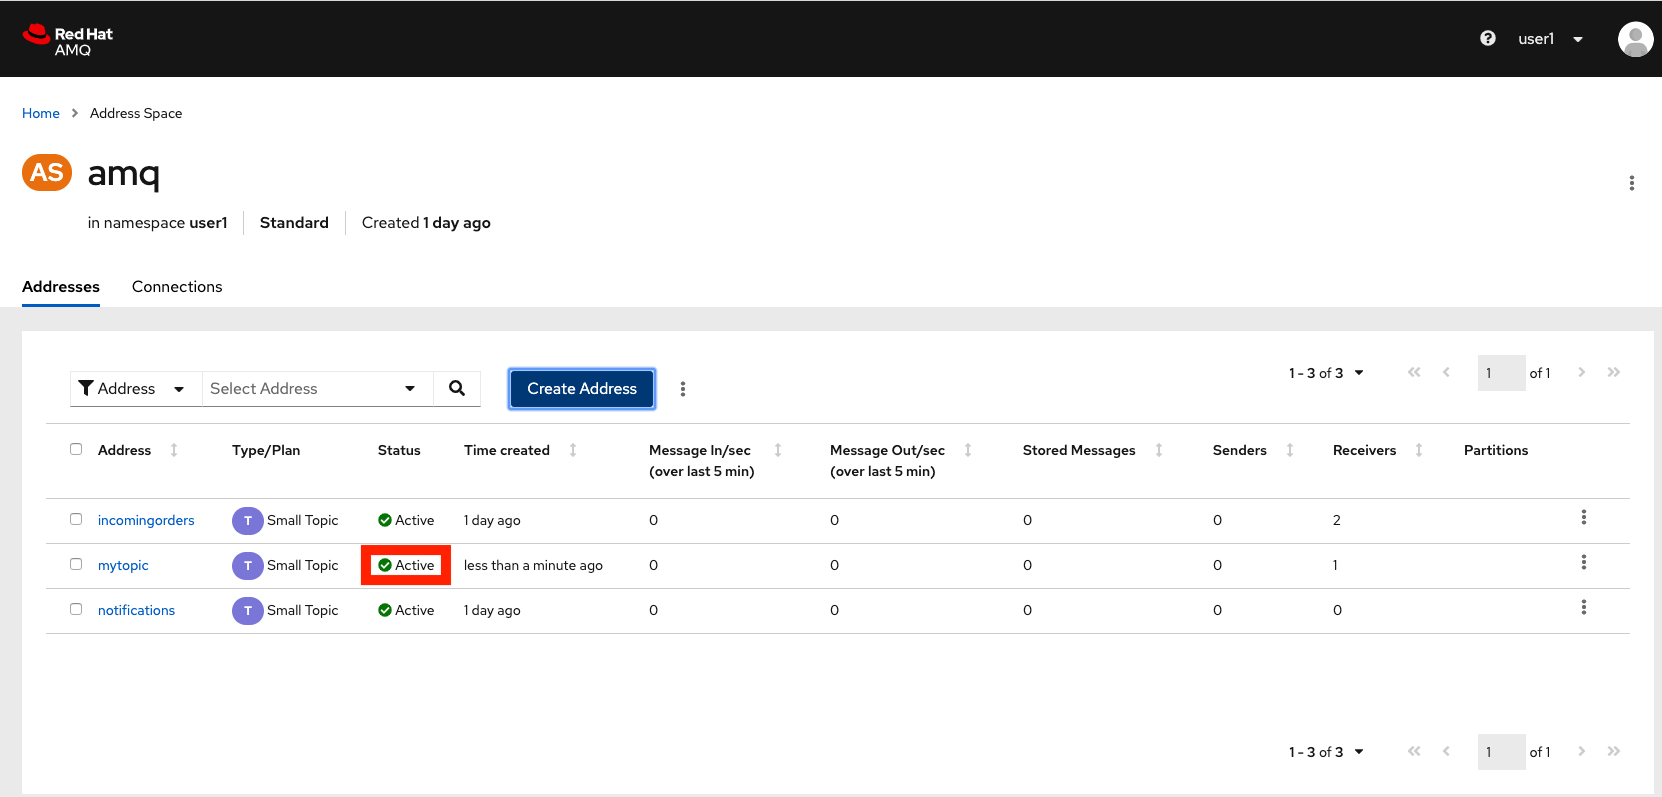 Red Hat
AMQ
user1
Home > Address Space
AS amq
in namespace user1 Standard Created 1 day ago
Addresses Connections
Address Select Address Create Address 1 - 3 of 3 1 of 1
Address Type/Plan Status Time created Message In/sec (over last 5 min) Message Out/sec (over last 5 min) Stored Messages Senders Receivers Partitions
incomingorders T Small Topic Active 1 day ago 0 0 0 0 2
mytopic T Small Topic Active less than a minute ago 0 0 0 0 1
notifications T Small Topic Active 1 day ago 0 0 0 0 0
1 - 3 of 3 1 of 1